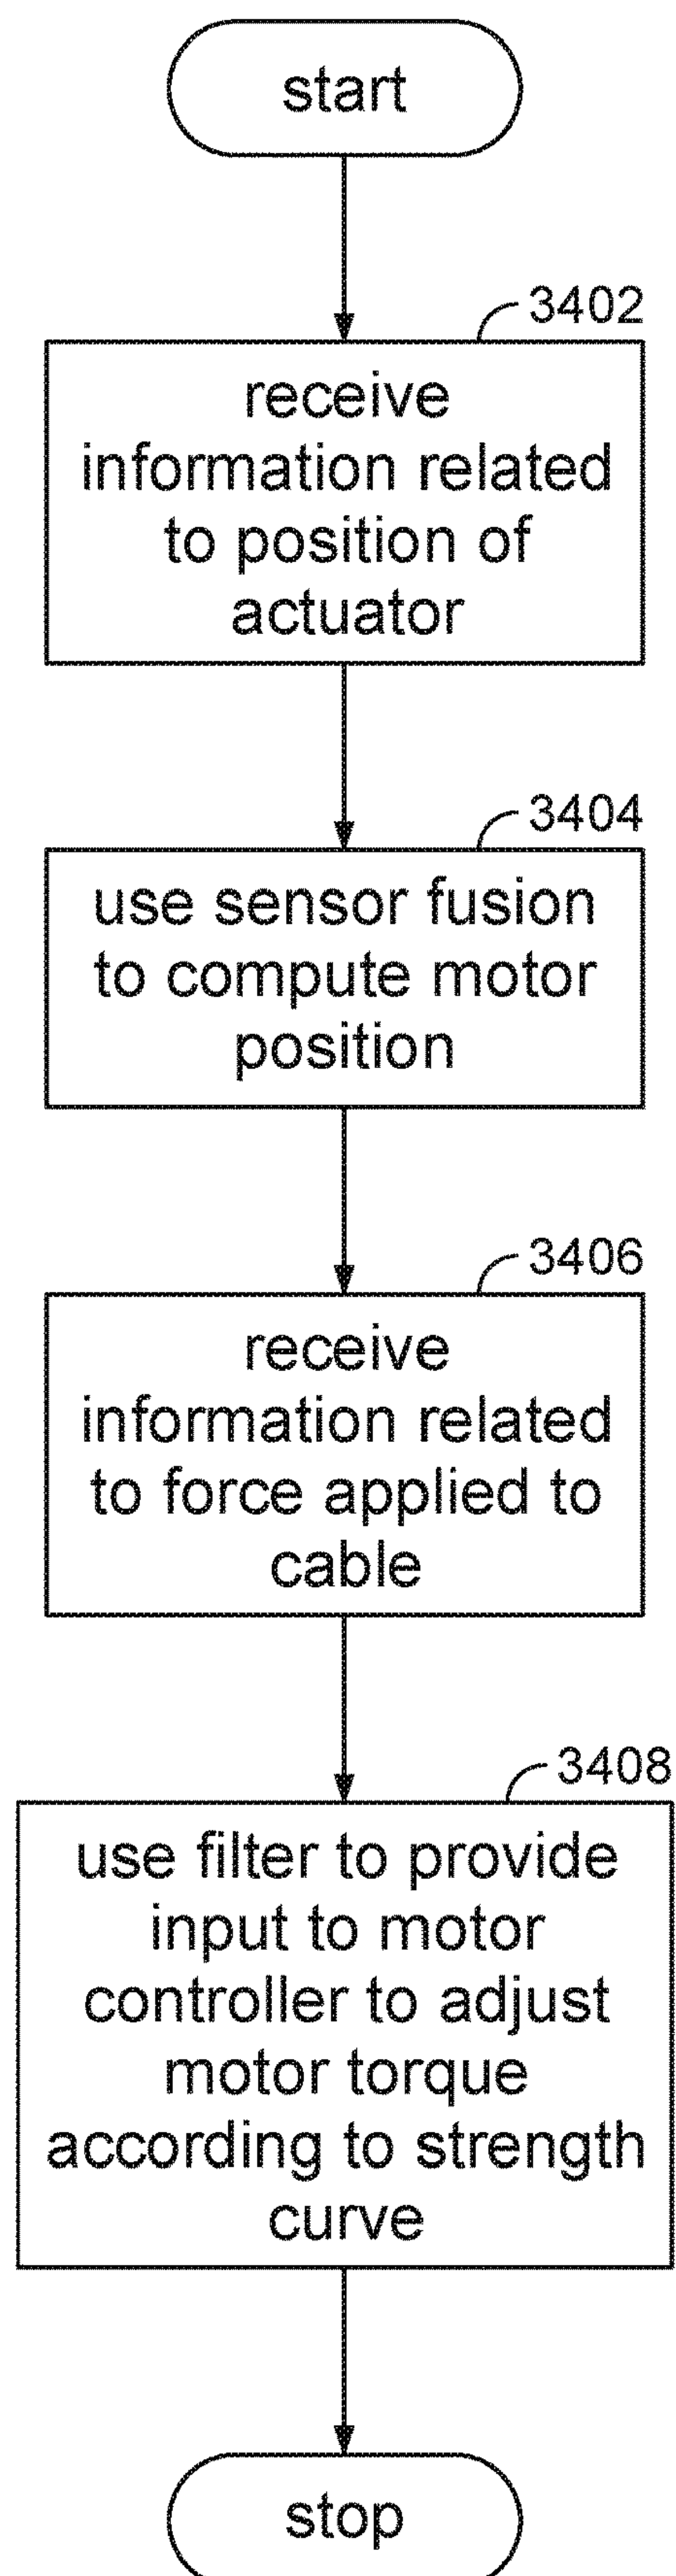 start
3402
receive
information related
to position of
actuator
3404
use sensor fusion
to compute motor
position
3406
receive
information related
to force applied to
cable
3408
use filter to provide
input to motor
controller to adjust
motor torque
according to strength
curve
stop